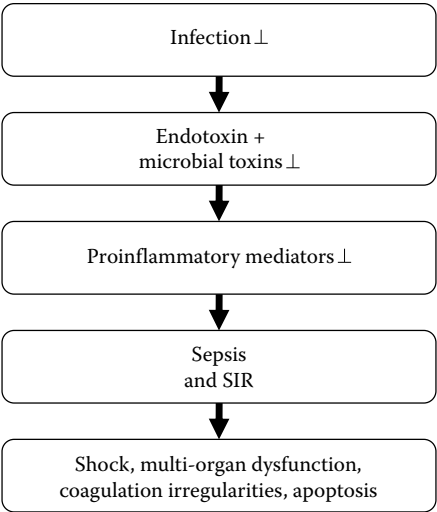 Infection⊥
Endotoxin +
microbial toxins⊥
Proinflammatory mediators⊥
Sepsis
and SIR
Shock, multi-organ dysfunction,
coagulation irregularities, apoptosis